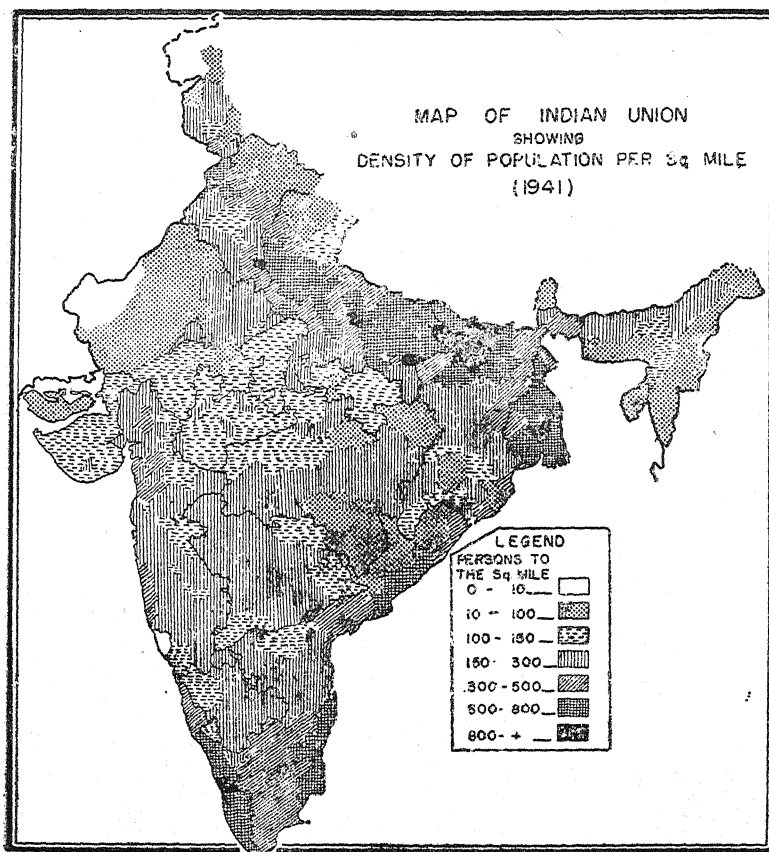 MAP OF INDIAN UNION
SHOWING
DENSITY OF POPULATION PER Sq MILE
(1941)
LEGEND
PERSONS TO
THE Sq MILE
0 - 10
10 - 100
100 - 150
150 - 300
300 - 500
500 - 800
800 - +